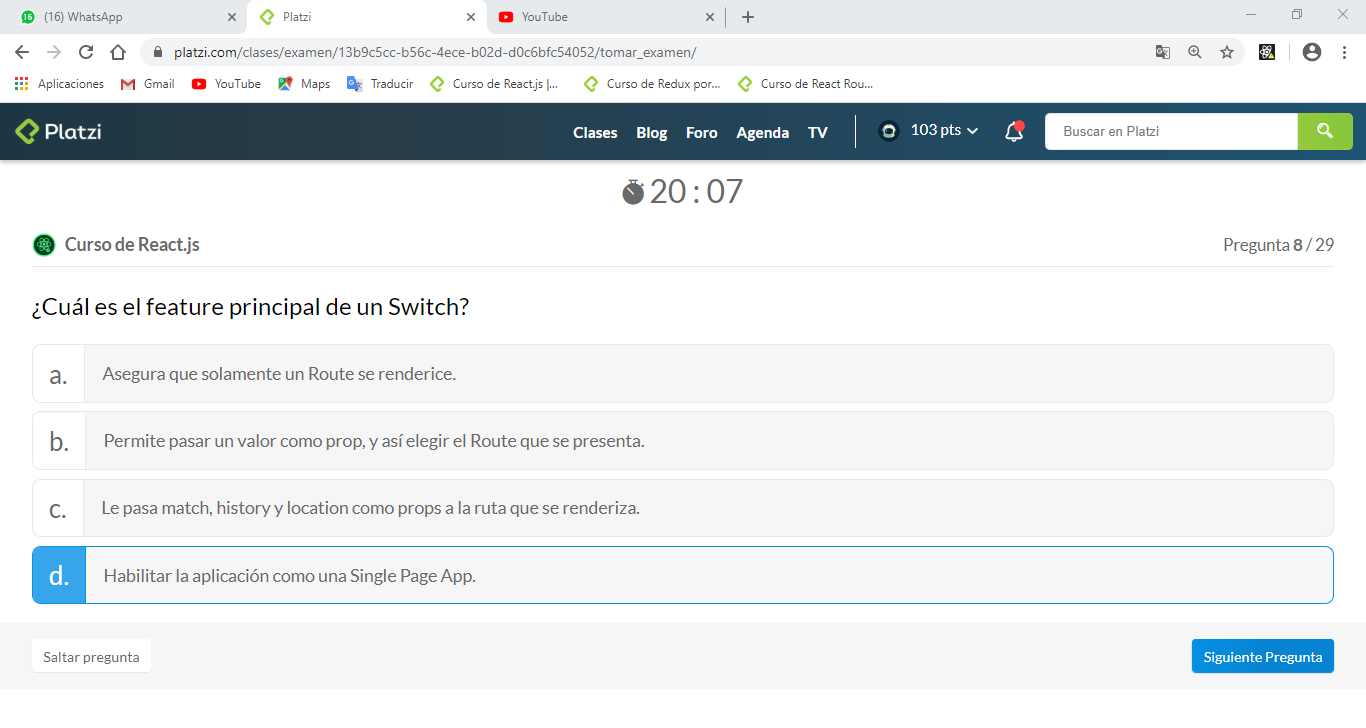 16 (16) WhatsApp Platzi YouTube
platzi.com/clases/examen/13b9c5cc-b56c-4ece-b02d-d0c6bfc54052/tomar_examen/
Aplicaciones Gmail YouTube Maps Traducir Curso de React.js |... Curso de Redux por... Curso de React Rou...
Platzi Clases Blog Foro Agenda TV 103 pts Buscar en Platzi
20 : 07
Curso de React.js Pregunta 8 / 29
¿Cuál es el feature principal de un Switch?
a. Asegura que solamente un Route se renderice.
b. Permite pasar un valor como prop, y así elegir el Route que se presenta.
c. Le pasa match, history y location como props a la ruta que se renderiza.
d. Habilitar la aplicación como una Single Page App.
Saltar pregunta Siguiente Pregunta